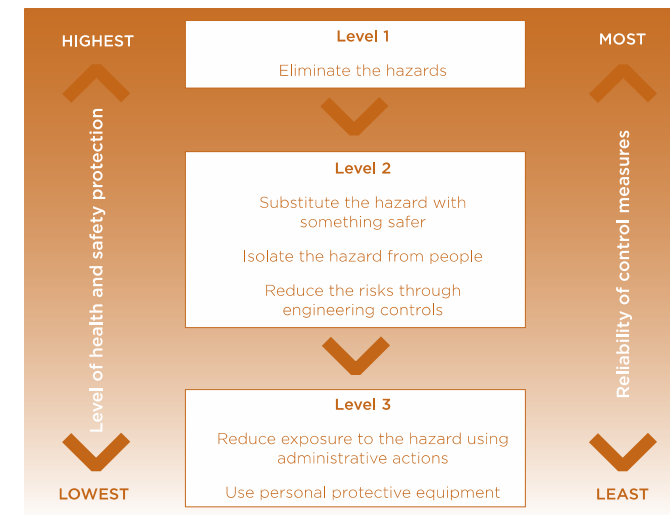 HIGHEST
Level of health and safety protection
LOWEST
Level 1
Eliminate the hazards
Level 2
Substitute the hazard with
something safer
Isolate the hazard from people
Reduce the risks through
engineering controls
Level 3
Reduce exposure to the hazard using
administrative actions
Use personal protective equipment
MOST
Reliability of control measures
LEAST